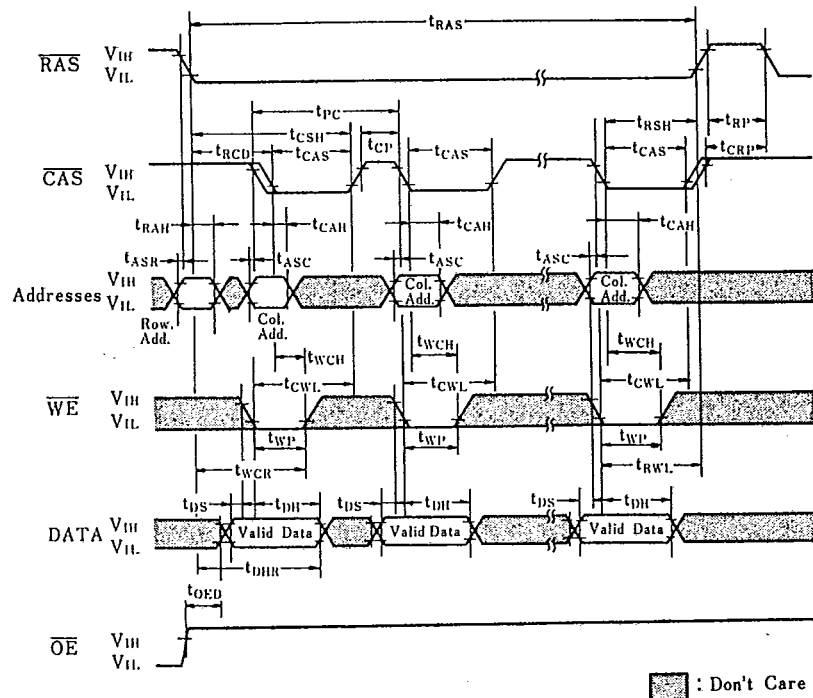 tRAS
RAS VIH
VIL
tPC
tCSH
tRCD tCAS tCP tCAS tRSH tRP
tCAS tCRP
CAS VIH
VIL
tRAH tCAH tCAH tCAH
tASR tASC tASC tASC
Addresses VIH
VIL
Row. Add.
Col. Add.
Col. Add.
Col. Add.
tWCH tWCH tWCH
tCWL tCWL tCWL
WE VIH
VIL
tWP tWP tWP
tWCR tRWL
tDS tDH tDS tDH tDS tDH
DATA VIH
VIL
Valid Data Valid Data Valid Data
tDHR
tOED
OE VIH
VIL
: Don't Care